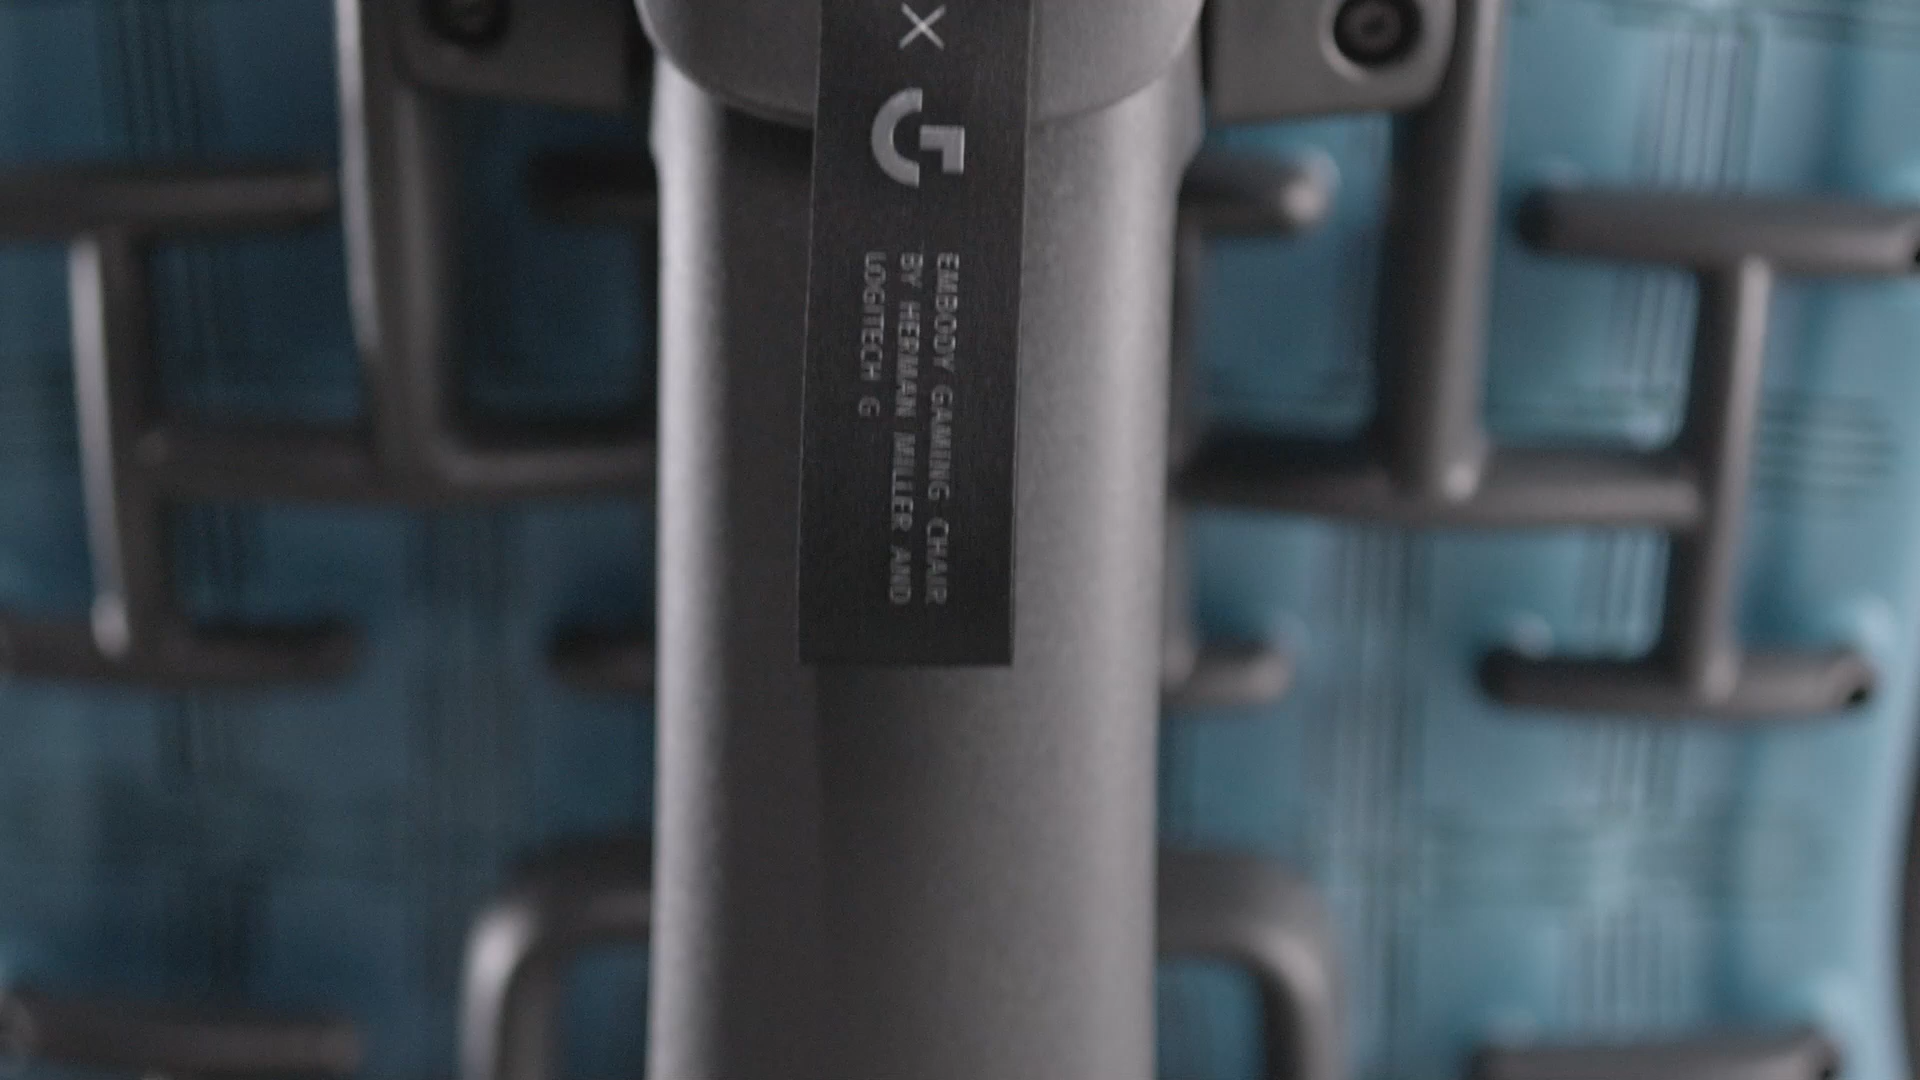 X
G
EMBODY GAMING CHAIR
BY HERMAN MILLER AND
LOGITECH G